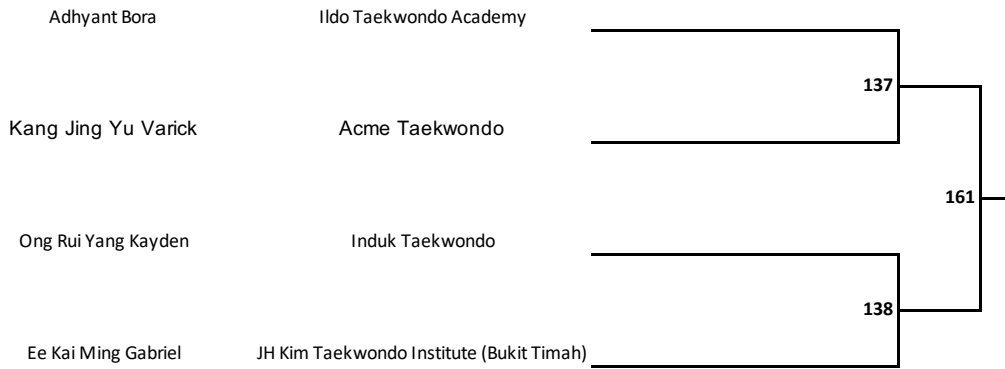 Adhyant Bora Ildo Taekwondo Academy
137
Kang Jing Yu Varick Acme Taekwondo
161
Ong Rui Yang Kayden Induk Taekwondo
138
Ee Kai Ming Gabriel JH Kim Taekwondo Institute (Bukit Timah)